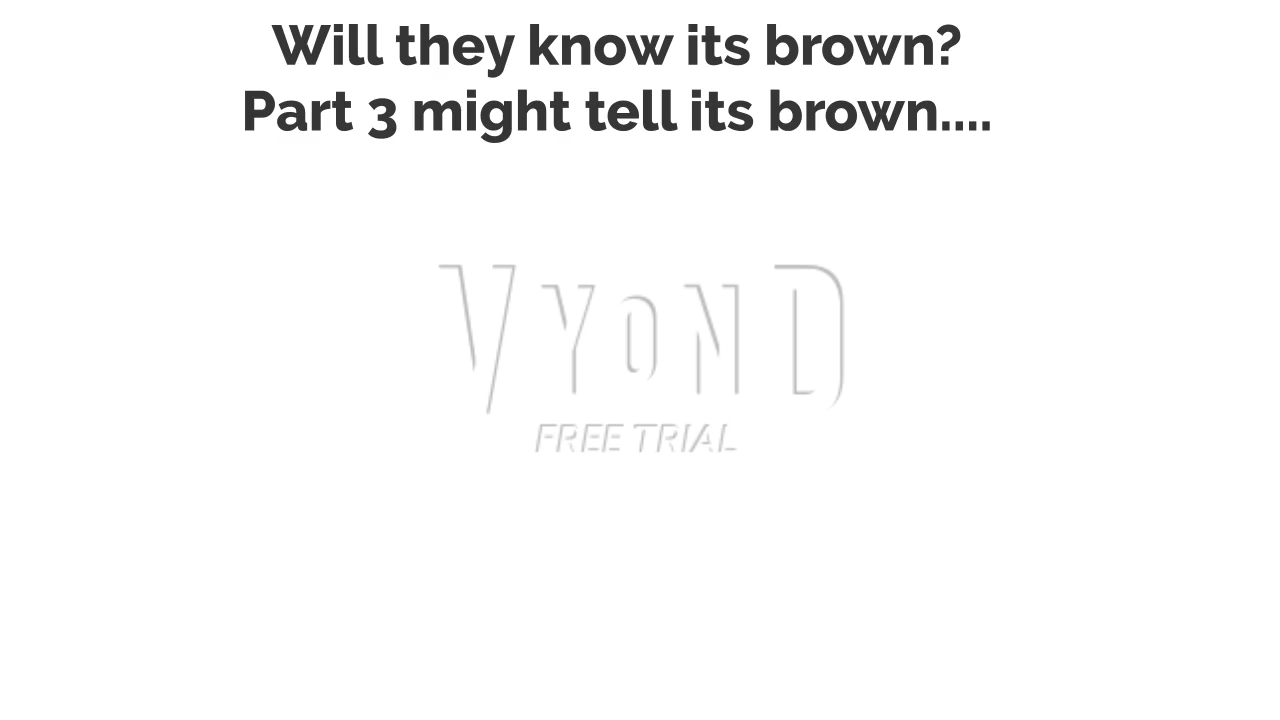 Will they know its brown?
Part 3 might tell its brown....
VYOND
FREE TRIAL